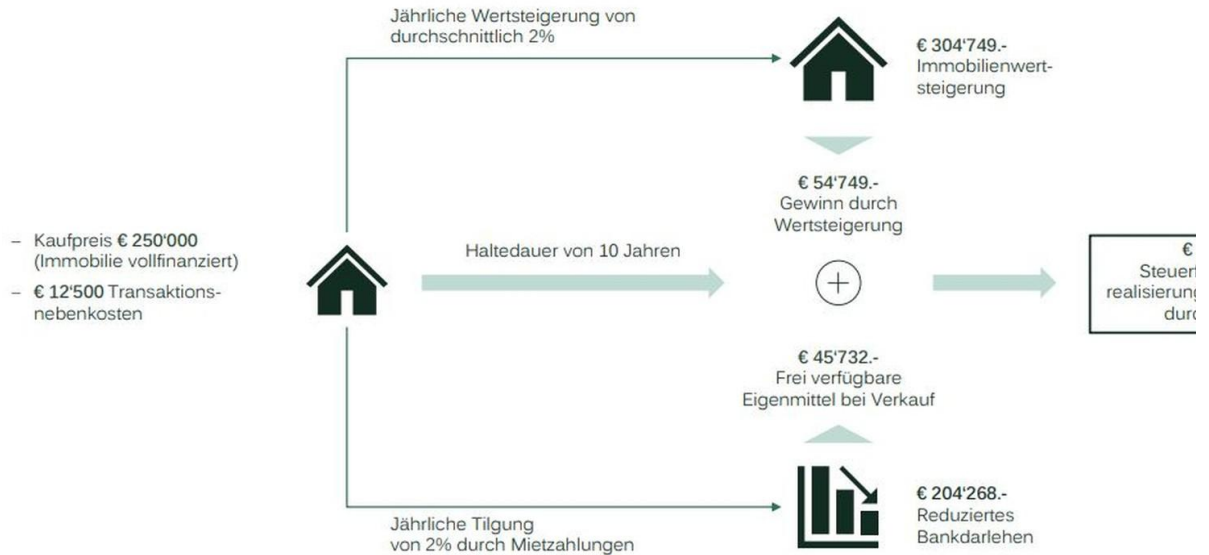 Jährliche Wertsteigerung von
durchschnittlich 2%
€ 304'749.-
Immobilienwert-
steigerung
€ 54'749.-
Gewinn durch
Wertsteigerung
– Kaufpreis € 250'000
(Immobilie vollfinanziert)
– € 12'500 Transaktions-
nebenkosten
Haltedauer von 10 Jahren
€
realisierung
€ 45'732.-
Frei verfügbare
Eigenmittel bei Verkauf
€ 204'268.-
Reduziertes
Bankdarlehen
Jährliche Tilgung
von 2% durch Mietzahlungen